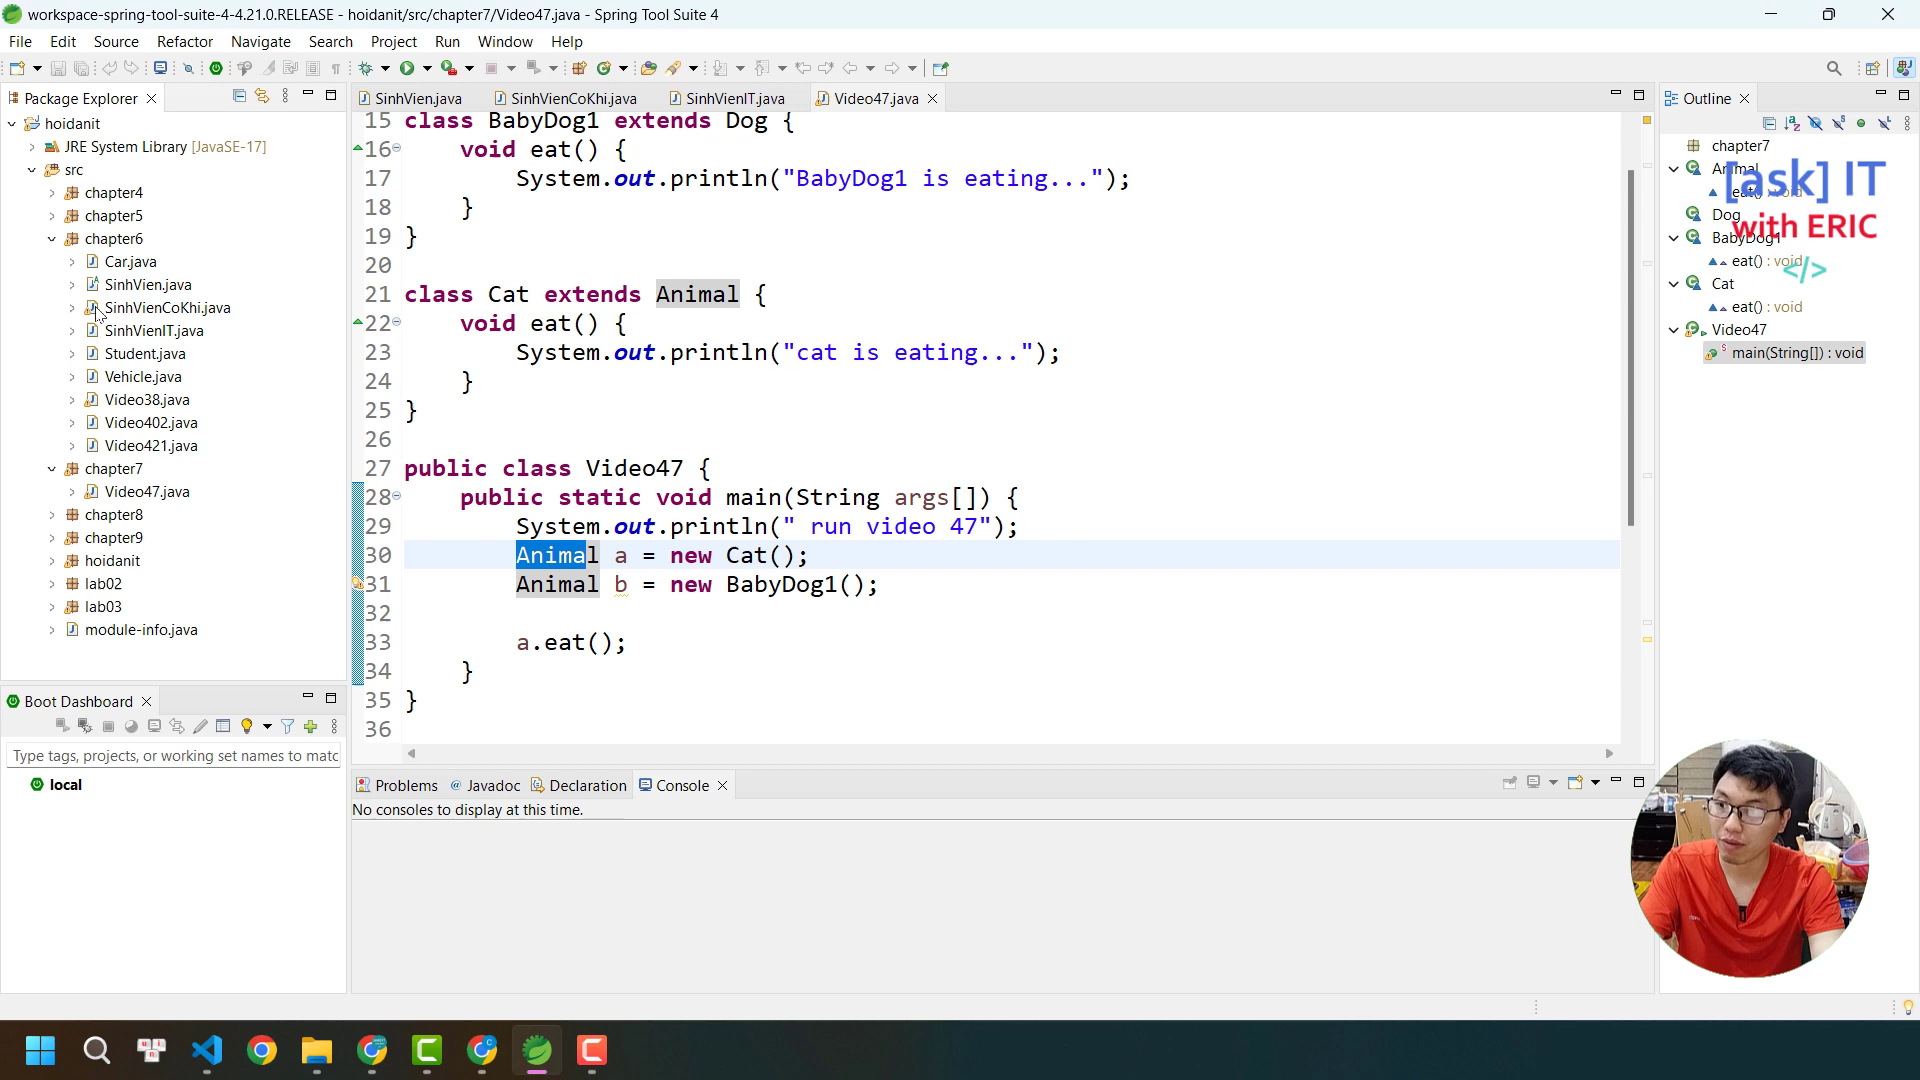 workspace-spring-tool-suite-4-4.21.0.RELEASE - hoidanit/src/chapter7/Video47.java - Spring Tool Suite 4
File Edit Source Refactor Navigate Search Project Run Window Help
Package Explorer
hoidanit
JRE System Library [JavaSE-17]
src
chapter4
chapter5
chapter6
Car.java
SinhVien.java
SinhVienCoKhi.java
SinhVienIT.java
Student.java
Vehicle.java
Video38.java
Video402.java
Video421.java
chapter7
Video47.java
chapter8
chapter9
hoidanit
lab02
lab03
module-info.java
Boot Dashboard
Type tags, projects, or working set names to matc
local
SinhVien.java SinhVienCoKhi.java SinhVienIT.java Video47.java
15 class BabyDog1 extends Dog {
16 void eat() {
17 System.out.println("BabyDog1 is eating...");
18 }
19 }
20
21 class Cat extends Animal {
22 void eat() {
23 System.out.println("cat is eating...");
24 }
25 }
26
27 public class Video47 {
28 public static void main(String args[]) {
29 System.out.println(" run video 47");
30 Animal a = new Cat();
31 Animal b = new BabyDog1();
32
33 a.eat();
34 }
35 }
36
Problems Javadoc Declaration Console
No consoles to display at this time.
Outline
chapter7
Animal
eat() : void
Dog
BabyDog1
eat() : void
Cat
eat() : void
Video47
main(String[]) : void
[ask] IT
with ERIC
</>